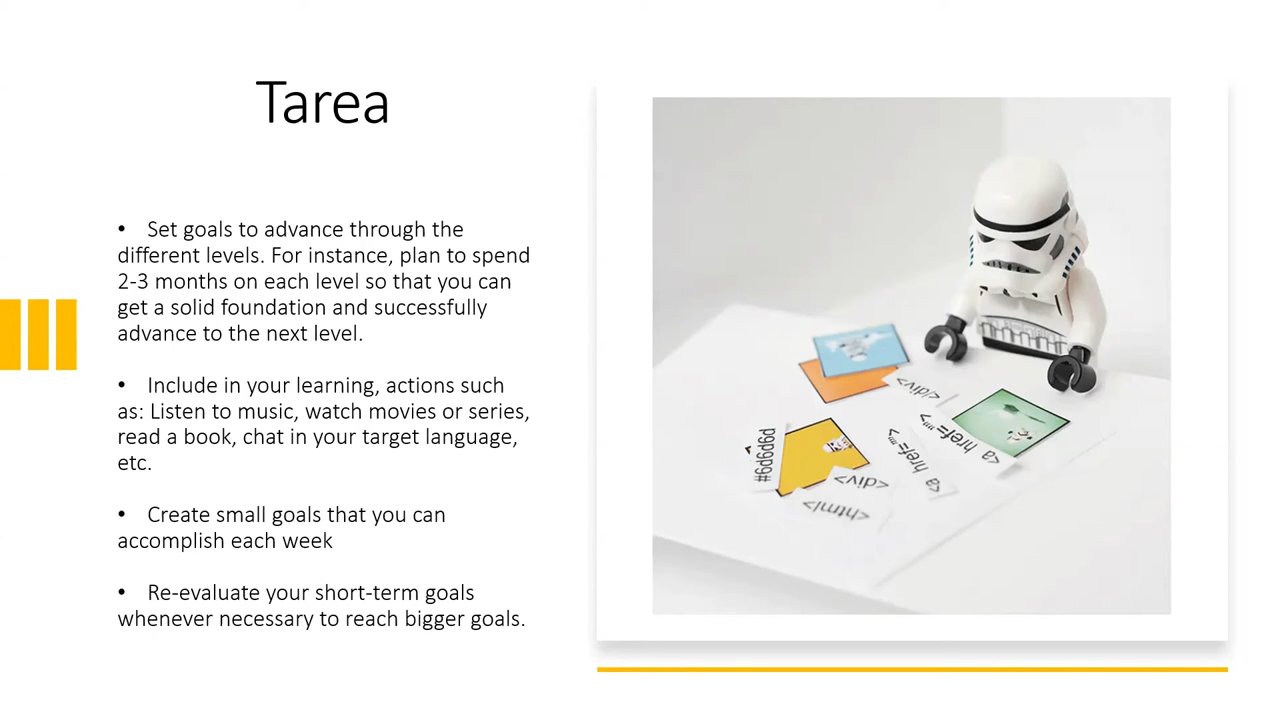 Tarea
• Set goals to advance through the
different levels. For instance, plan to spend
2-3 months on each level so that you can
get a solid foundation and successfully
advance to the next level.
• Include in your learning, actions such
as: Listen to music, watch movies or series,
read a book, chat in your target language,
etc.
• Create small goals that you can
accomplish each week
• Re-evaluate your short-term goals
whenever necessary to reach bigger goals.
</div>
<a href="">
<a href="">
#6d6d6d
<div>
<html>